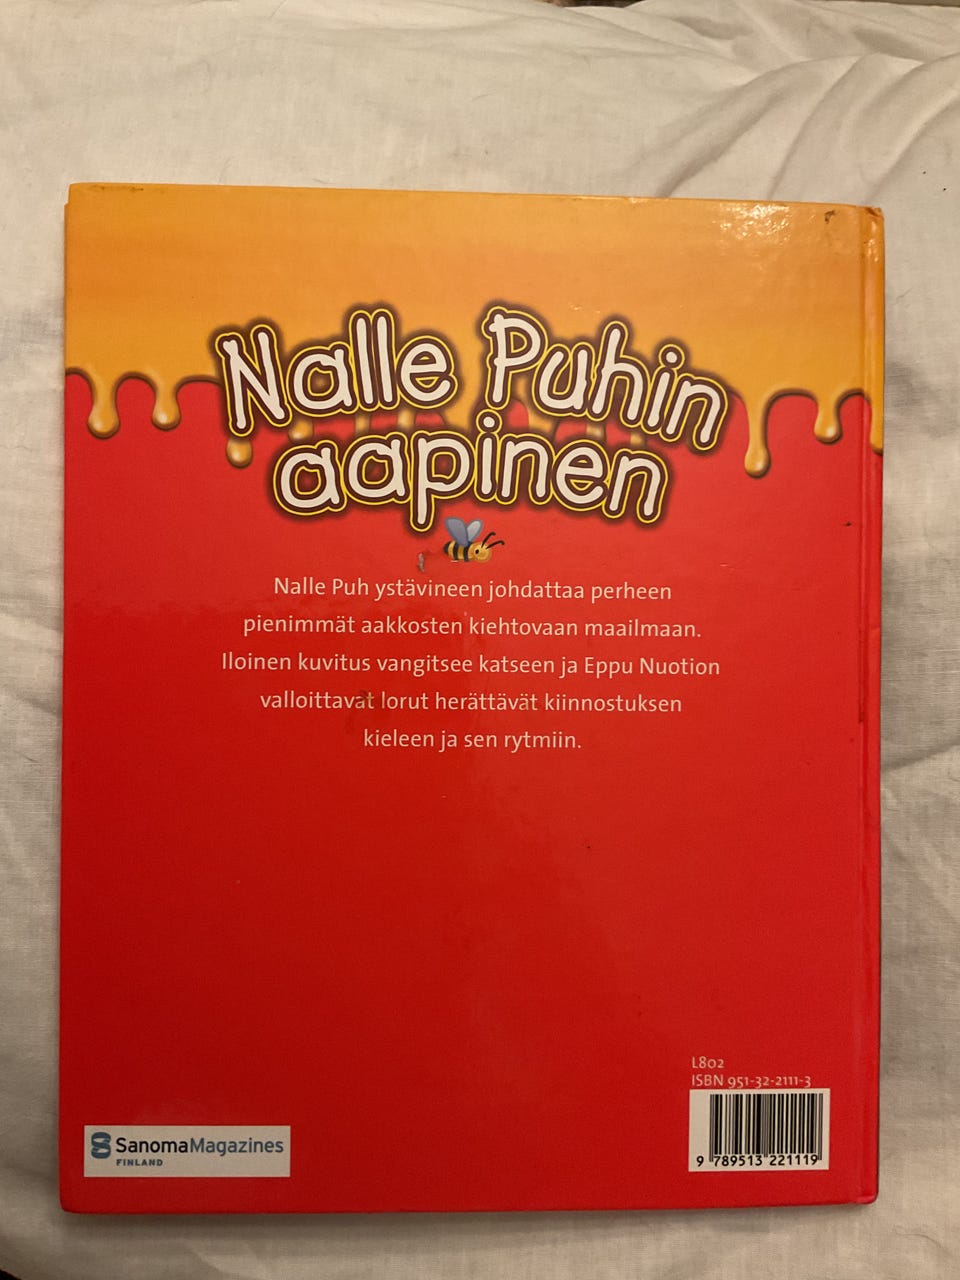 Nalle Puhin
aapinen
Nalle Puh ystävineen johdattaa perheen
pienimmät aakkosten kiehtovaan maailmaan.
Iloinen kuvitus vangitsee katseen ja Eppu Nuotion
valloittavat lorut herättävät kiinnostuksen
kieleen ja sen rytmiin.
L802
ISBN 951-32-2111-3
9 789513 221119
SanomaMagazines
FINLAND